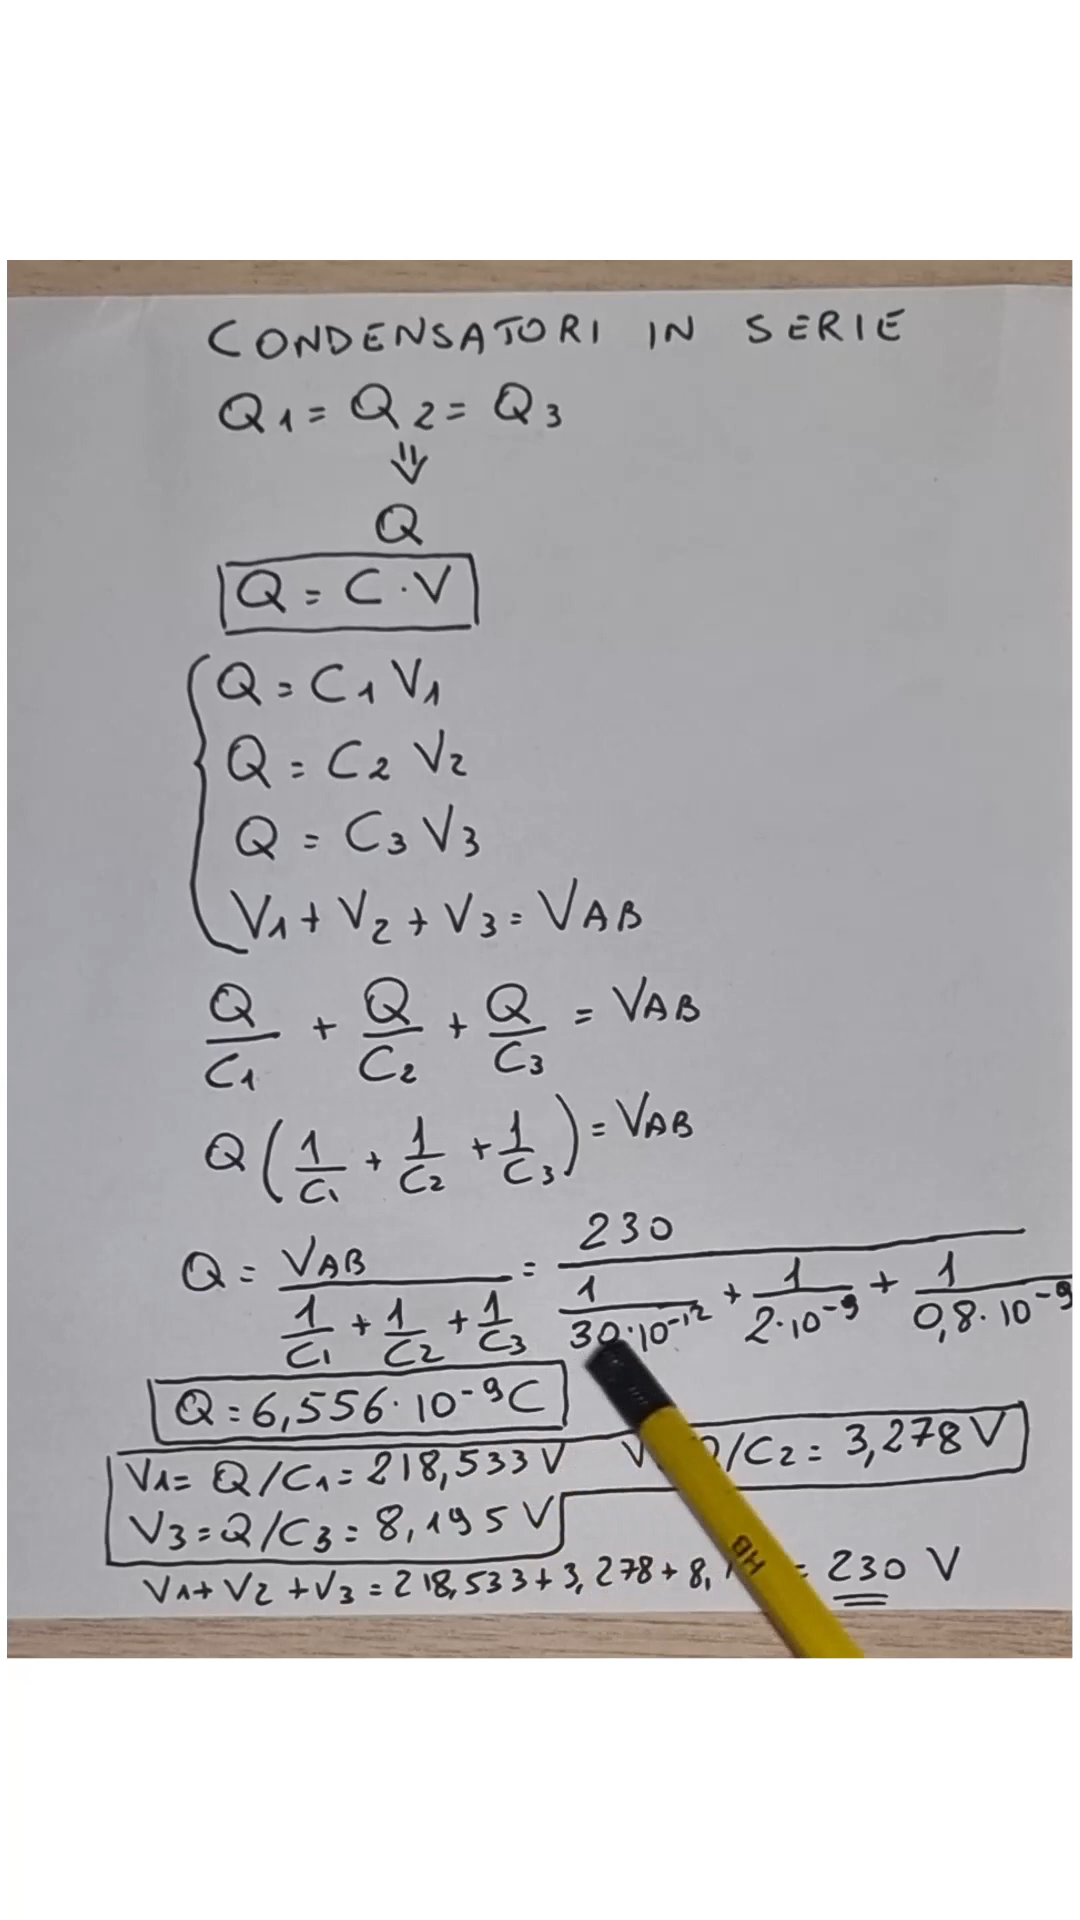 CONDENSATORI IN SERIE
Q1 = Q2 = Q3
⇓
Q
Q = C · V
Q = C1 V1
Q = C2 V2
Q = C3 V3
V1 + V2 + V3 = VAB
Q/C1 + Q/C2 + Q/C3 = VAB
Q (1/C1 + 1/C2 + 1/C3) = VAB
Q = VAB / (1/C1 + 1/C2 + 1/C3) = 230 / (1/(30·10⁻¹²) + 1/(2·10⁻⁹) + 1/(0,8·10⁻⁹))
Q = 6,556·10⁻⁹ C
V1 = Q/C1 = 218,533 V V /C2 = 3,278 V
V3 = Q/C3 = 8,195 V
V1 + V2 + V3 = 218,533 + 3,278 + 8, = 230 V
HB